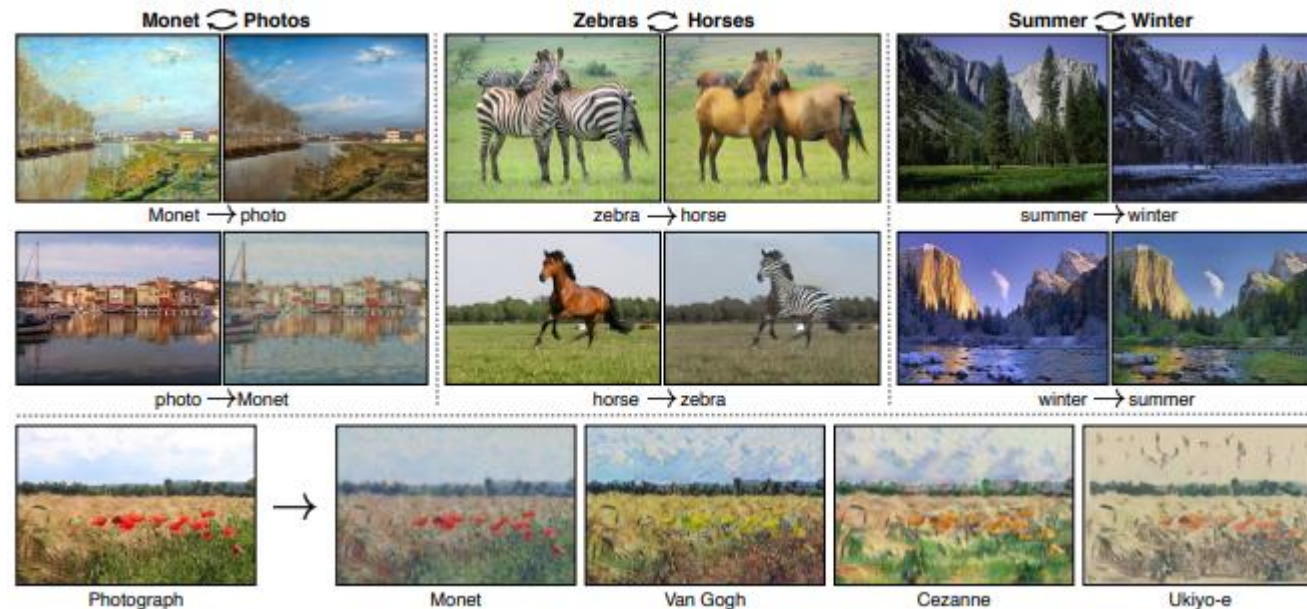 Monet ⇄ Photos
Zebras ⇄ Horses
Summer ⇄ Winter
Monet → photo
zebra → horse
summer → winter
photo → Monet
horse → zebra
winter → summer
Photograph
Monet
Van Gogh
Cezanne
Ukiyo-e